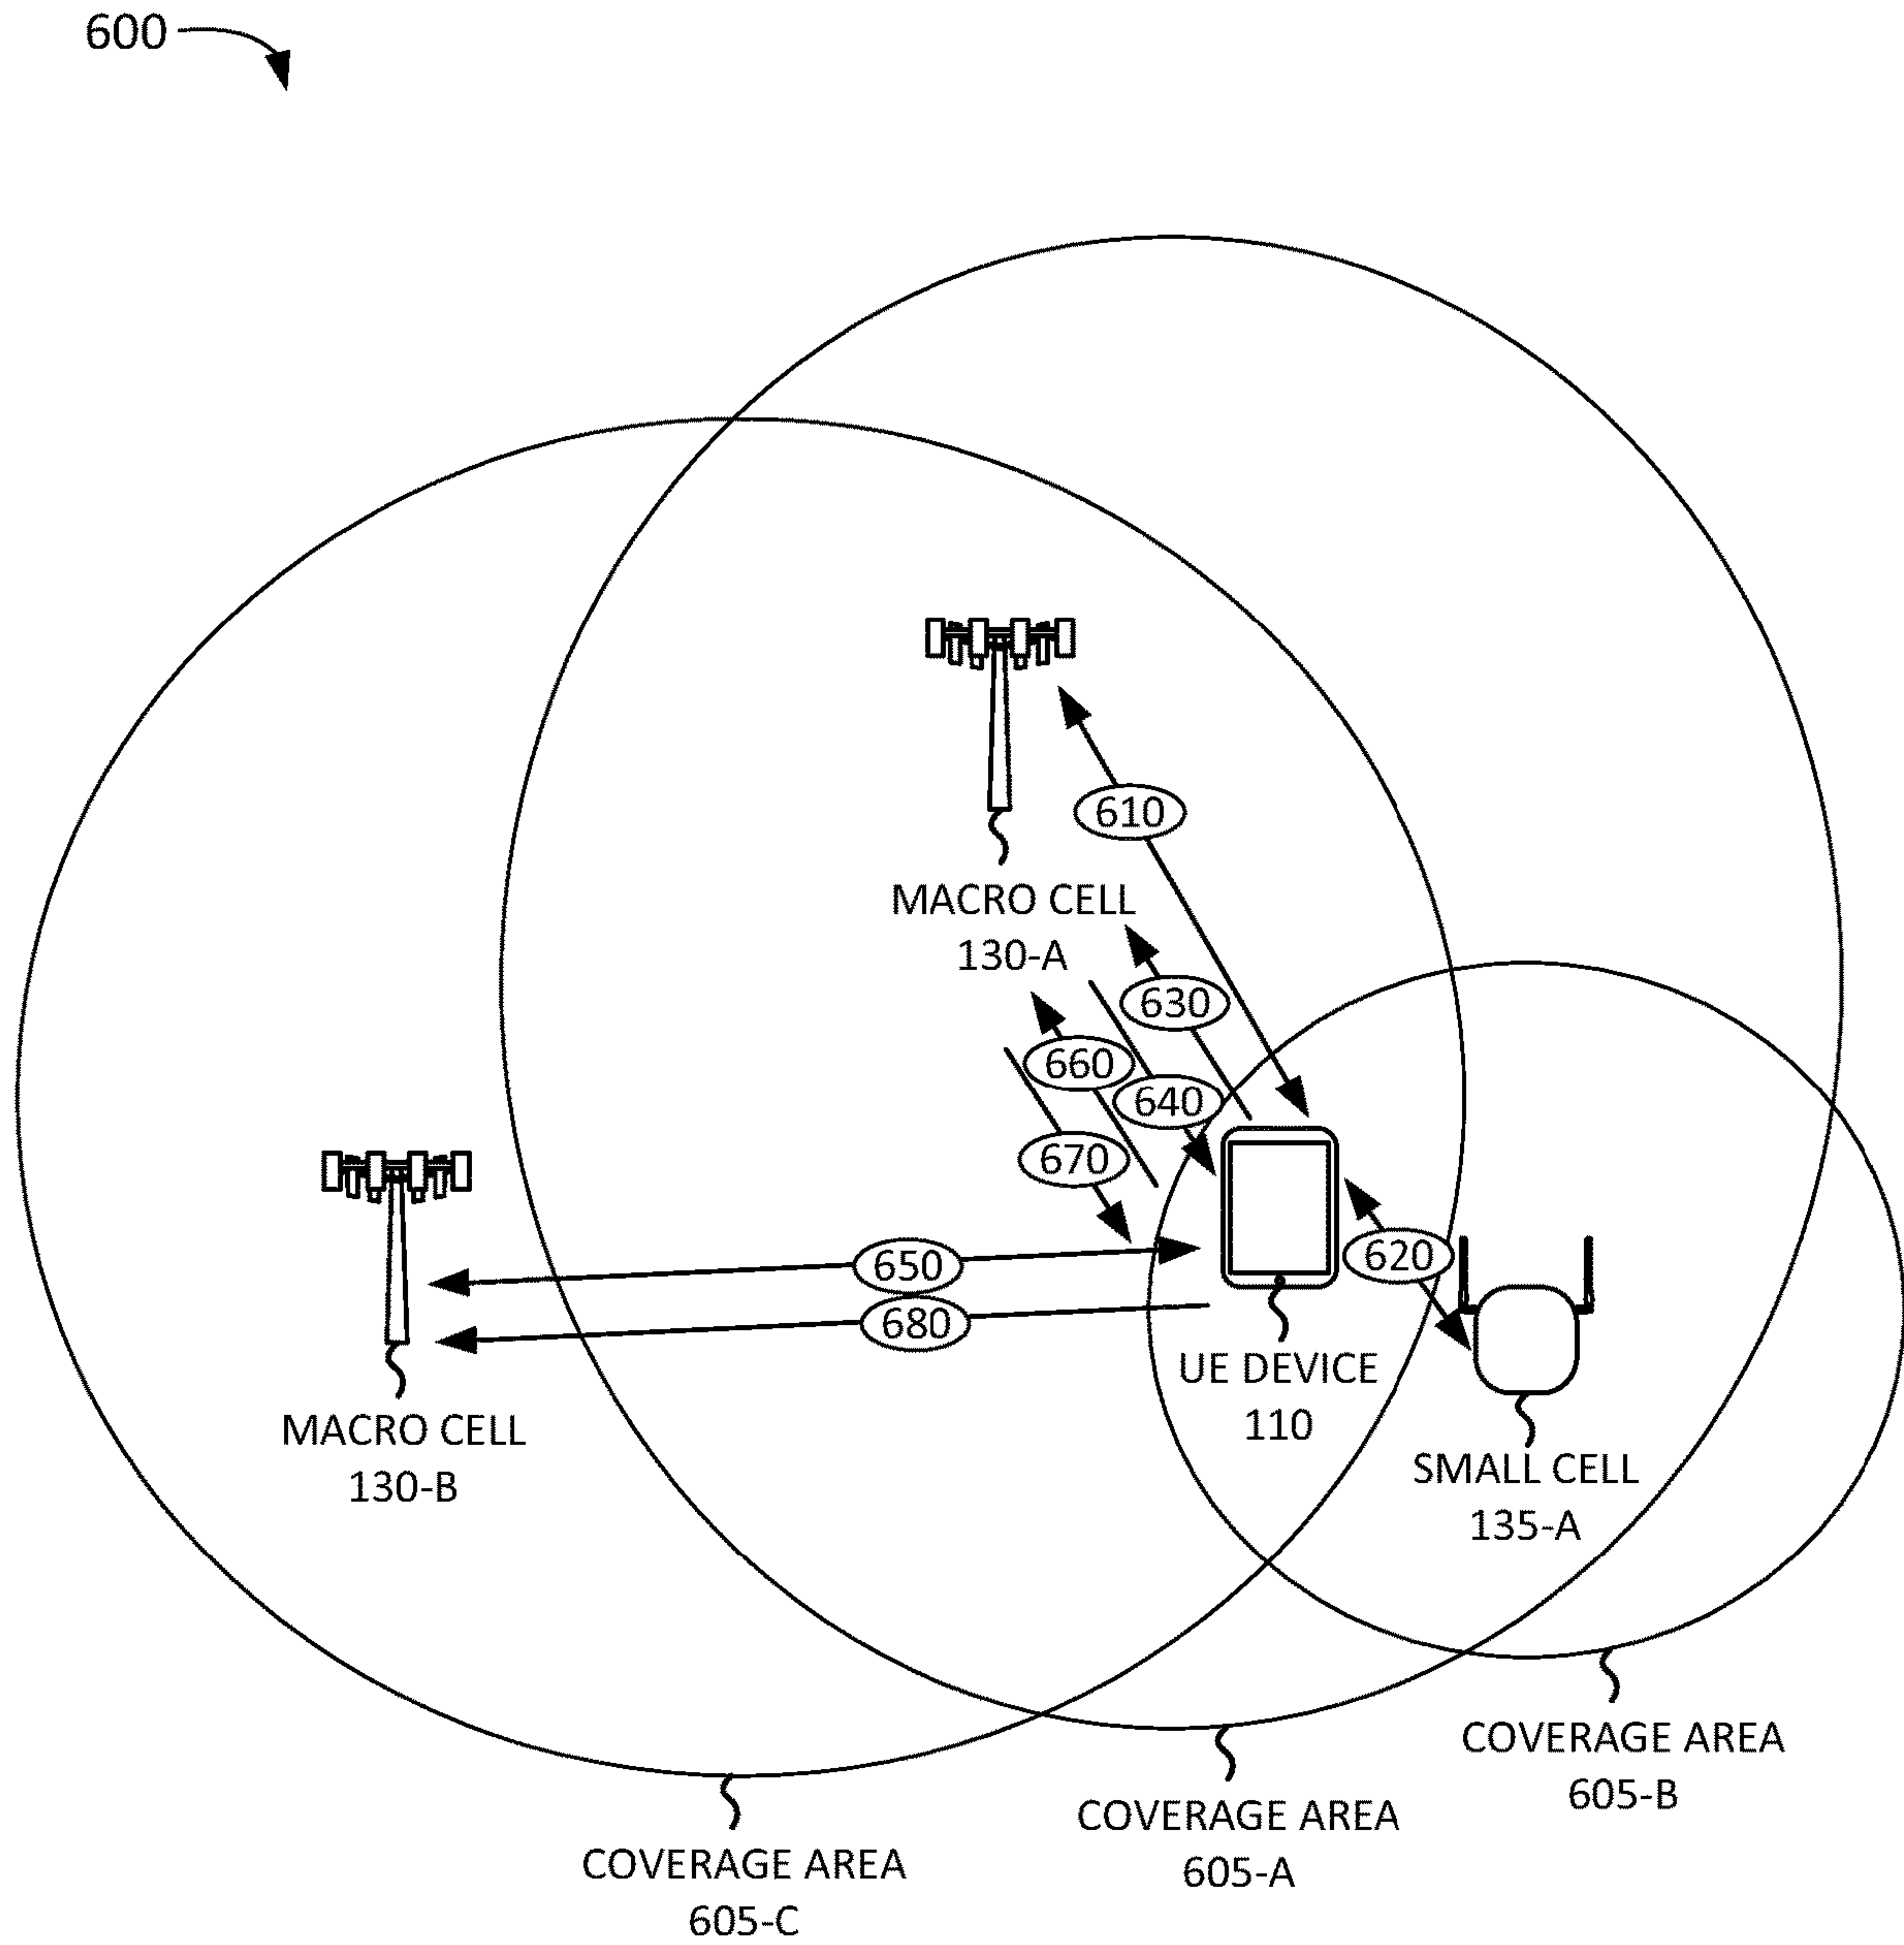 600
610
MACRO CELL
130-A
630
660
640
670
650
620
680
UE DEVICE
110
MACRO CELL
130-B
SMALL CELL
135-A
COVERAGE AREA
605-B
COVERAGE AREA
605-A
COVERAGE AREA
605-C